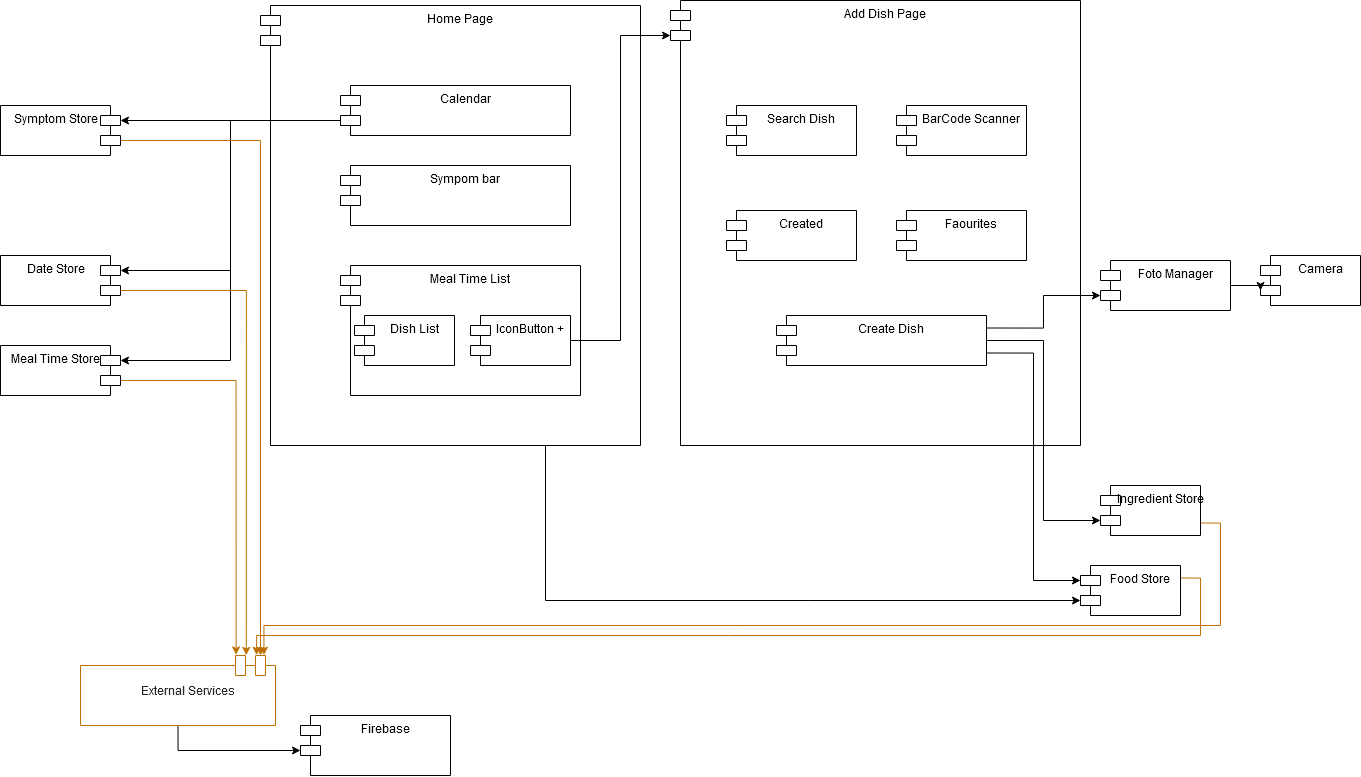 Home Page
Add Dish Page
Calendar
Symptom Store
Search Dish
BarCode Scanner
Sympom bar
Created
Faourites
Date Store
Meal Time List
Foto Manager
Camera
Dish List
IconButton +
Create Dish
Meal Time Store
Ingredient Store
Food Store
External Services
Firebase